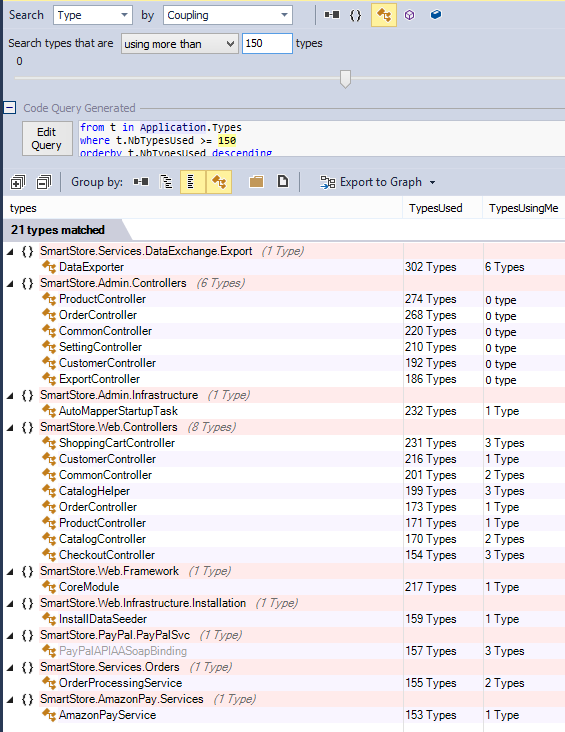 Search Type by Coupling
Search types that are using more than 150 types
0
Code Query Generated
Edit Query
from t in Application.Types
where t.NbTypesUsed >= 150
orderby t.NbTypesUsed descending
Group by: Export to Graph
types TypesUsed TypesUsingMe
21 types matched
{} SmartStore.Services.DataExchange.Export (1 Type)
DataExporter 302 Types 6 Types
{} SmartStore.Admin.Controllers (6 Types)
ProductController 274 Types 0 type
OrderController 268 Types 0 type
CommonController 220 Types 0 type
SettingController 210 Types 0 type
CustomerController 192 Types 0 type
ExportController 186 Types 0 type
{} SmartStore.Admin.Infrastructure (1 Type)
AutoMapperStartupTask 232 Types 1 Type
{} SmartStore.Web.Controllers (8 Types)
ShoppingCartController 231 Types 3 Types
CustomerController 216 Types 1 Type
CommonController 201 Types 2 Types
CatalogHelper 199 Types 3 Types
OrderController 173 Types 1 Type
ProductController 171 Types 1 Type
CatalogController 170 Types 2 Types
CheckoutController 154 Types 3 Types
{} SmartStore.Web.Framework (1 Type)
CoreModule 217 Types 1 Type
{} SmartStore.Web.Infrastructure.Installation (1 Type)
InstallDataSeeder 159 Types 1 Type
{} SmartStore.PayPal.PayPalSvc (1 Type)
PayPalAPIAASoapBinding 157 Types 3 Types
{} SmartStore.Services.Orders (1 Type)
OrderProcessingService 155 Types 2 Types
{} SmartStore.AmazonPay.Services (1 Type)
AmazonPayService 153 Types 1 Type